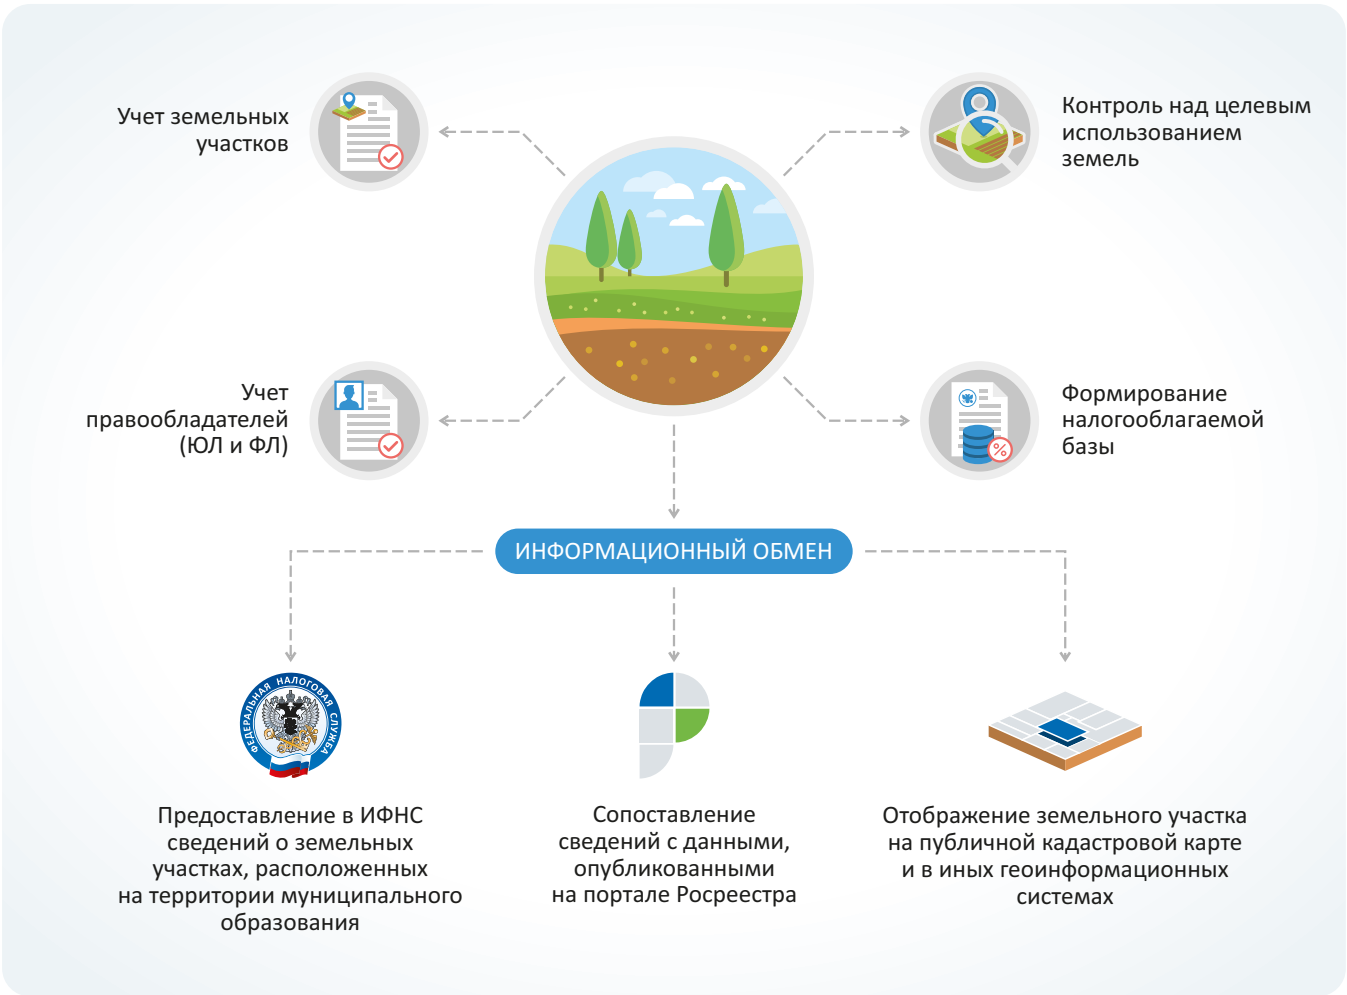 Учет земельных
участков
Контроль над целевым
использованием
земель
Учет
правообладателей
(ЮЛ и ФЛ)
Формирование
налогооблагаемой
базы
%
ИНФОРМАЦИОННЫЙ ОБМЕН
ФЕДЕРАЛЬНАЯ НАЛОГОВАЯ СЛУЖБА
Предоставление в ИФНС
сведений о земельных
участках, расположенных
на территории муниципального
образования
Сопоставление
сведений с данными,
опубликованными
на портале Росреестра
Отображение земельного участка
на публичной кадастровой карте
и в иных геоинформационных
системах